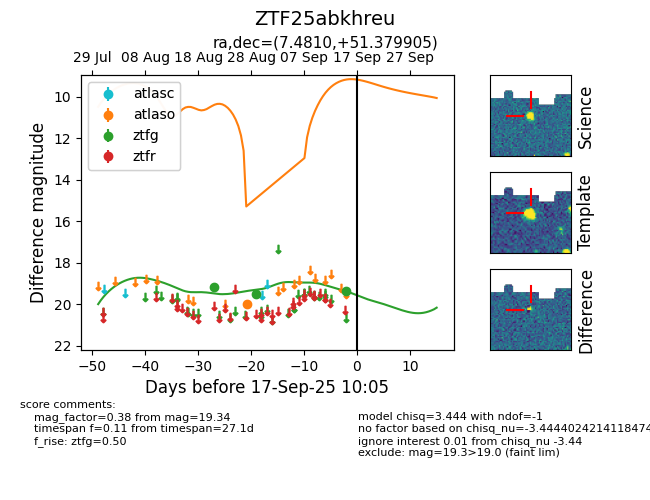 ZTF25abkhreu
ra,dec=(7.4810,+51.379905)
29 Jul 08 Aug 18 Aug 28 Aug 07 Sep 17 Sep 27 Sep
atlasc
atlaso
ztfg
ztfr
10
12
14
16
18
20
22
Difference magnitude
−50 −40 −30 −20 −10 0 10
Days before 17-Sep-25 10:05
Science
Template
Difference
score comments:
mag_factor=0.38 from mag=19.34
timespan f=0.11 from timespan=27.1d
f_rise: ztfg=0.50
model chisq=3.444 with ndof=-1
no factor based on chisq_nu=-3.4444024214118474
ignore interest 0.01 from chisq_nu -3.44
exclude: mag=19.3>19.0 (faint lim)